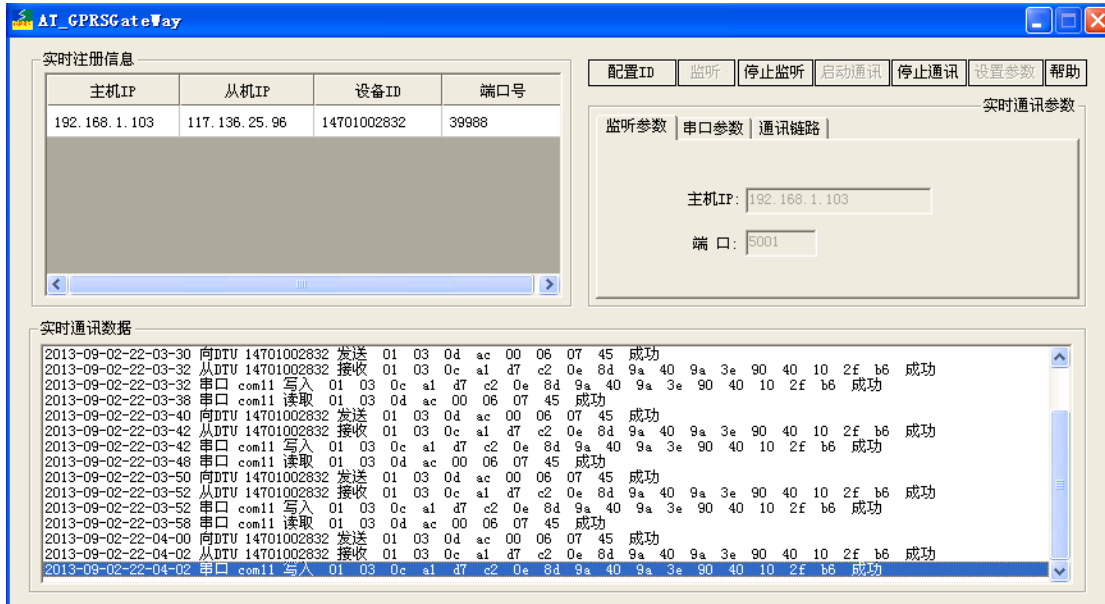 AT_GPRSGateWay
实时注册信息
主机IP 从机IP 设备ID 端口号
192.168.1.103 117.136.25.96 14701002832 39988
配置ID 监听 停止监听 启动通讯 停止通讯 设置参数 帮助
实时通讯参数
监听参数 串口参数 通讯链路
主机IP: 192.168.1.103
端 口: 5001
实时通讯数据
2013-09-02-22-03-30 向DTU 14701002832 发送 01 03 0d ac 00 06 07 45 成功
2013-09-02-22-03-32 从DTU 14701002832 接收 01 03 0c a1 d7 c2 0e 8d 9a 40 9a 3e 90 40 10 2f b6 成功
2013-09-02-22-03-32 串口 com11 写入 01 03 0c a1 d7 c2 0e 8d 9a 40 9a 3e 90 40 10 2f b6 成功
2013-09-02-22-03-38 串口 com11 读取 01 03 0d ac 00 06 07 45 成功
2013-09-02-22-03-40 向DTU 14701002832 发送 01 03 0d ac 00 06 07 45 成功
2013-09-02-22-03-42 从DTU 14701002832 接收 01 03 0c a1 d7 c2 0e 8d 9a 40 9a 3e 90 40 10 2f b6 成功
2013-09-02-22-03-42 串口 com11 写入 01 03 0c a1 d7 c2 0e 8d 9a 40 9a 3e 90 40 10 2f b6 成功
2013-09-02-22-03-48 串口 com11 读取 01 03 0d ac 00 06 07 45 成功
2013-09-02-22-03-50 向DTU 14701002832 发送 01 03 0d ac 00 06 07 45 成功
2013-09-02-22-03-52 从DTU 14701002832 接收 01 03 0c a1 d7 c2 0e 8d 9a 40 9a 3e 90 40 10 2f b6 成功
2013-09-02-22-03-52 串口 com11 写入 01 03 0c a1 d7 c2 0e 8d 9a 40 9a 3e 90 40 10 2f b6 成功
2013-09-02-22-03-58 串口 com11 读取 01 03 0d ac 00 06 07 45 成功
2013-09-02-22-04-00 向DTU 14701002832 发送 01 03 0d ac 00 06 07 45 成功
2013-09-02-22-04-02 从DTU 14701002832 接收 01 03 0c a1 d7 c2 0e 8d 9a 40 9a 3e 90 40 10 2f b6 成功
2013-09-02-22-04-02 串口 com11 写入 01 03 0c a1 d7 c2 0e 8d 9a 40 9a 3e 90 40 10 2f b6 成功